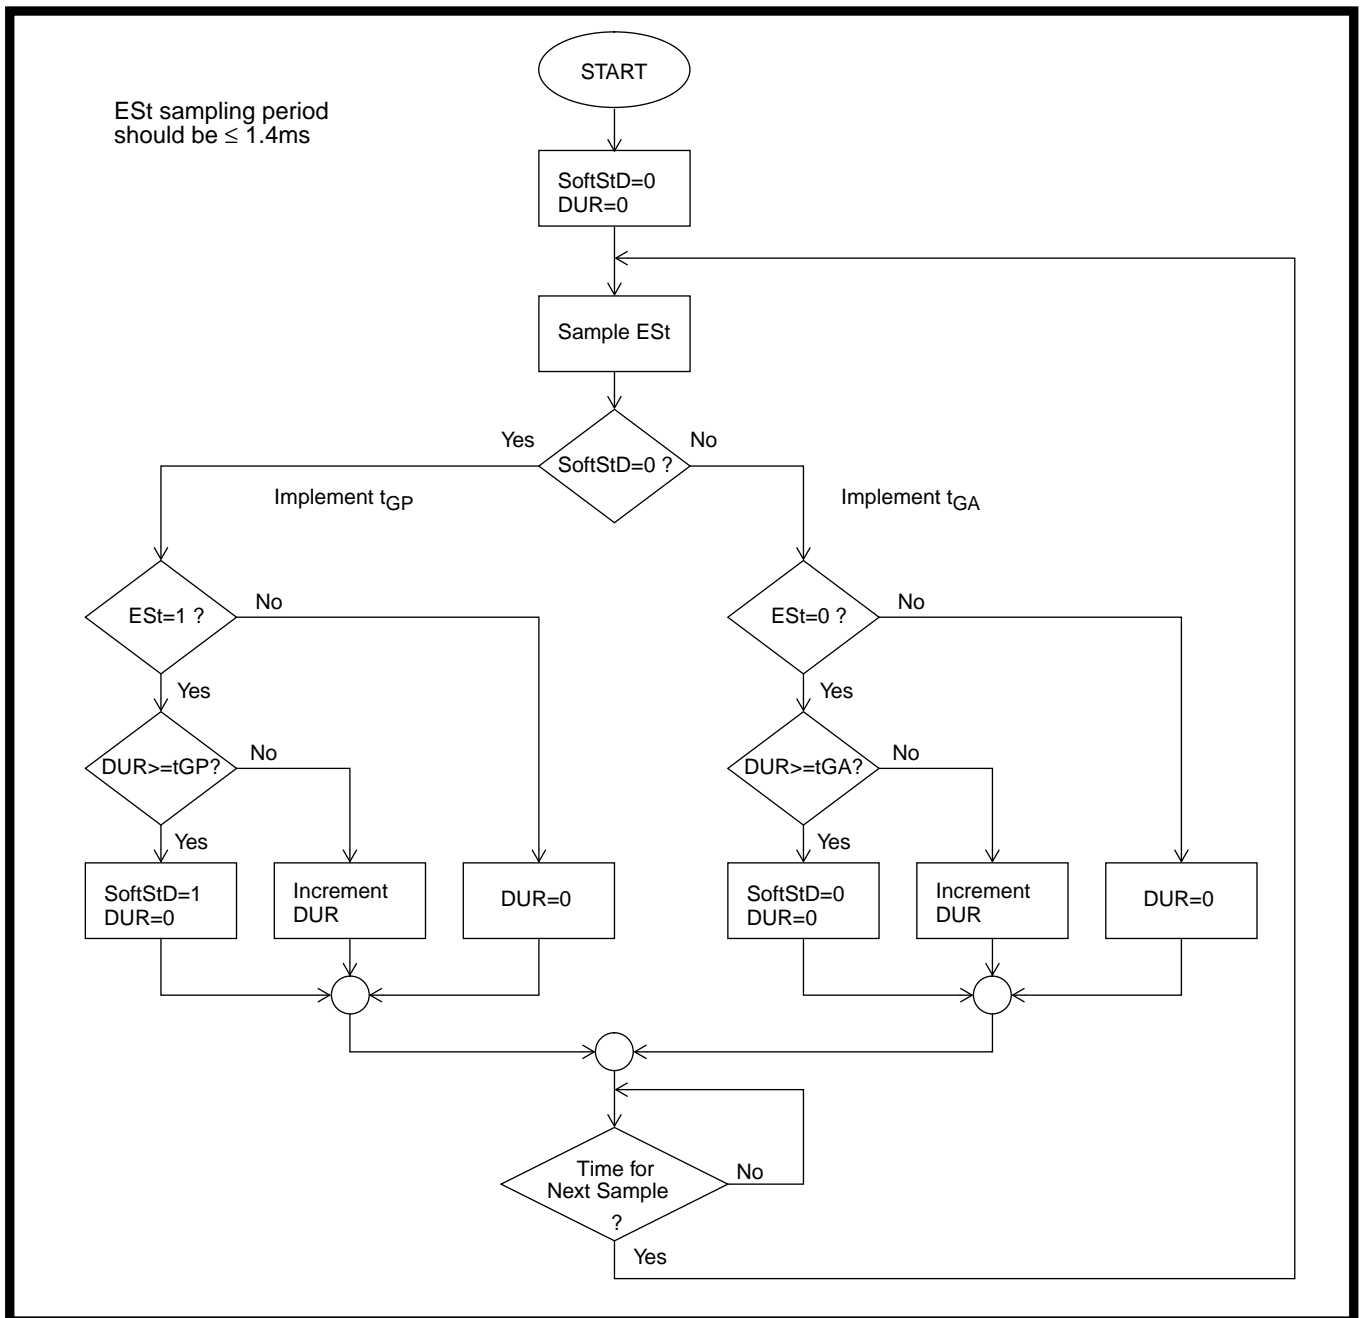 START
ESt sampling period
should be ≤ 1.4ms
SoftStD=0
DUR=0
Sample ESt
Yes
No
SoftStD=0 ?
Implement tGP
Implement tGA
ESt=1 ?
No
ESt=0 ?
No
Yes
Yes
DUR>=tGP?
No
DUR>=tGA?
No
Yes
Yes
SoftStD=1
DUR=0
Increment
DUR
DUR=0
SoftStD=0
DUR=0
Increment
DUR
DUR=0
Time for
Next Sample
?
No
Yes